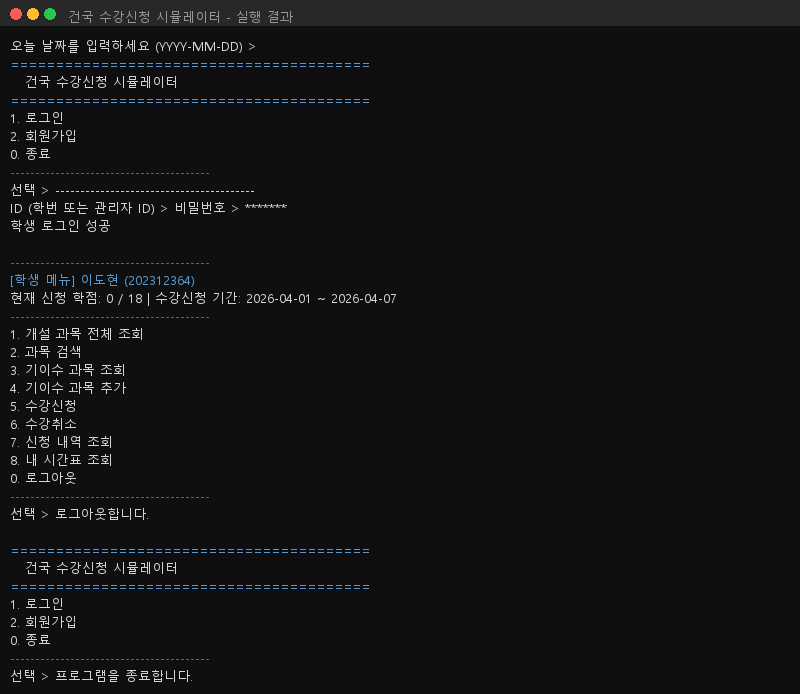 건국 수강신청 시뮬레이터 - 실행 결과
오늘 날짜를 입력하세요 (YYYY-MM-DD) >
========================================
건국 수강신청 시뮬레이터
========================================
1. 로그인
2. 회원가입
0. 종료
----------------------------------------
선택 > ----------------------------------------
ID (학번 또는 관리자 ID) > 비밀번호 > *******
학생 로그인 성공
----------------------------------------
[학생 메뉴] 이도현 (202312364)
현재 신청 학점: 0 / 18 | 수강신청 기간: 2026-04-01 ~ 2026-04-07
----------------------------------------
1. 개설 과목 전체 조회
2. 과목 검색
3. 기이수 과목 조회
4. 기이수 과목 추가
5. 수강신청
6. 수강취소
7. 신청 내역 조회
8. 내 시간표 조회
0. 로그아웃
----------------------------------------
선택 > 로그아웃합니다.
========================================
건국 수강신청 시뮬레이터
========================================
1. 로그인
2. 회원가입
0. 종료
----------------------------------------
선택 > 프로그램을 종료합니다.